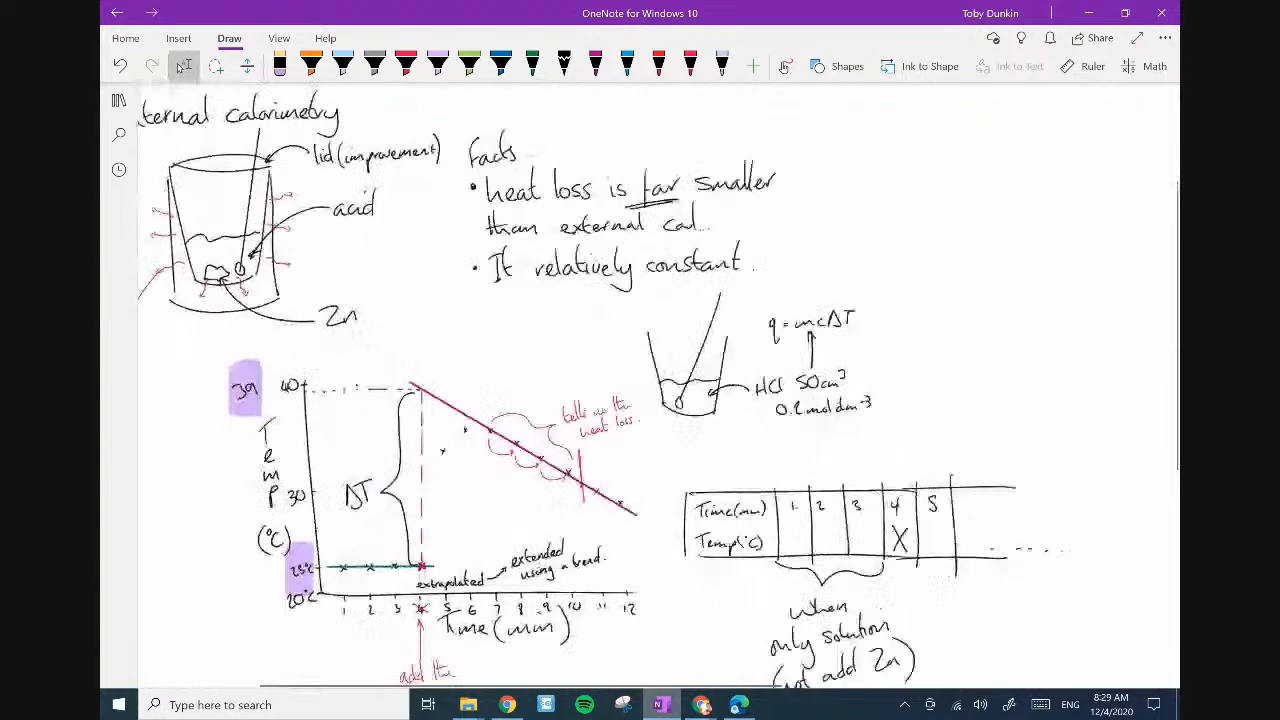 OneNote for Windows 10
Toby Dunkin
Home Insert Draw View Help
Share
Shapes
Ink to Shape
Ink to Text
Ruler
Math
ternal calorimetry
lid (improvement)
acid
Zn
Facts
• heat loss is far smaller
than external cal..
• It relatively constant.
q = mcΔT
HCl 50cm³
0.2 mol dm-3
39
40
Temp
(°C)
30
25°C
20°C
ΔT
tells us the
heat loss.
extrapolated → extended
using a trend.
1 2 3 4 5 6 7 8 9 10 11 12
Time (min)
add the
Time(min) 1 2 3 4 5
Temp(°C) X
when
only solution
(not add Zn)
Type here to search
8:29 AM
12/4/2020